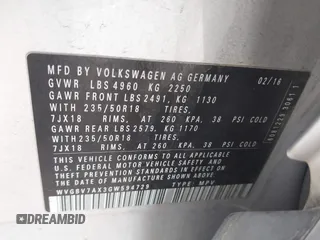 MFD BY VOLKSWAGEN AG GERMANY 02/16
GVWR LBS 4960 KG 2250
GAWR FRONT LBS 2491, KG 1130
WITH 235/50R18 TIRES,
7JX18 RIMS, AT 260 KPA, 38 PSI COLD
GAWR REAR LBS 2579, KG 1170
WITH 235/50R18 TIRES,
7JX18 RIMS, AT 260 KPA, 38 PSI COLD
THIS VEHICLE CONFORMS TO ALL APPLICABLE
U.S. FEDERAL MOTOR VEHICLE SAFETY, BUMPER,
AND THEFT PREVENTION STANDARDS IN EFFECT ON
THE DATE OF MANUFACTURE SHOWN ABOVE.
TYPE: MPV